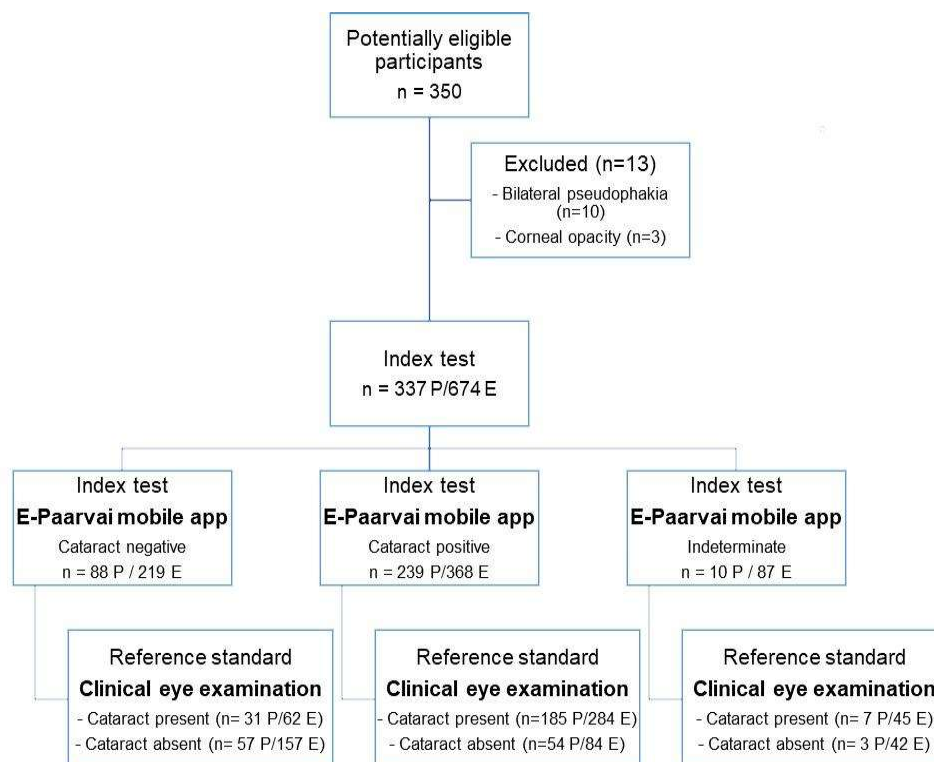 Potentially eligible
participants
n = 350
Excluded (n=13)
- Bilateral pseudophakia
(n=10)
- Corneal opacity (n=3)
Index test
n = 337 P/674 E
Index test
E-Paarvai mobile app
Cataract negative
n = 88 P / 219 E
Index test
E-Paarvai mobile app
Cataract positive
n = 239 P/368 E
Index test
E-Paarvai mobile app
Indeterminate
n = 10 P / 87 E
Reference standard
Clinical eye examination
- Cataract present (n= 31 P/62 E)
- Cataract absent (n= 57 P/157 E)
Reference standard
Clinical eye examination
- Cataract present (n=185 P/284 E)
- Cataract absent (n=54 P/84 E)
Reference standard
Clinical eye examination
- Cataract present (n= 7 P/45 E)
- Cataract absent (n= 3 P/42 E)